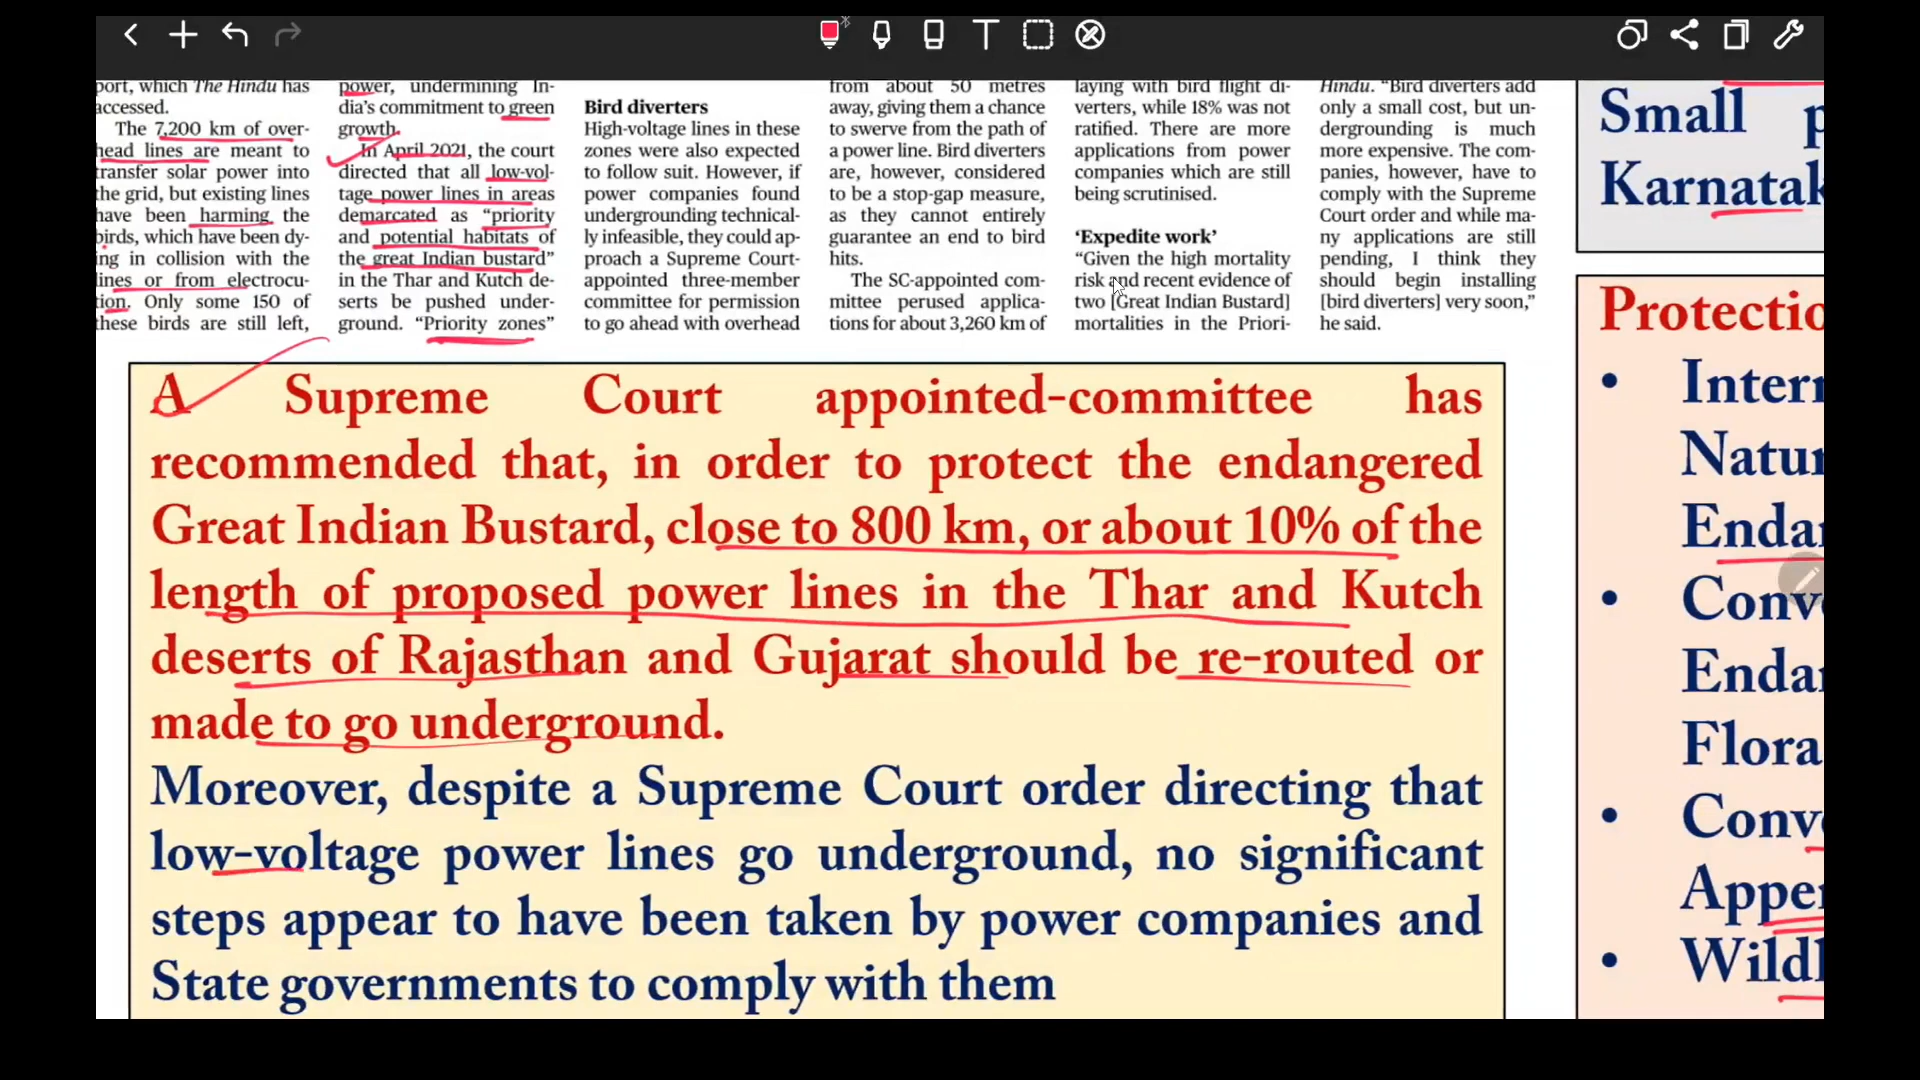 port, which The Hindu has
accessed.
The 7,200 km of over-
head lines are meant to
transfer solar power into
the grid, but existing lines
have been harming the
birds, which have been dy-
ing in collision with the
lines or from electrocu-
tion. Only some 150 of
these birds are still left,
power, undermining In-
dia's commitment to green
growth.
In April 2021, the court
directed that all low-vol-
tage power lines in areas
demarcated as “priority
and potential habitats of
the great Indian bustard”
in the Thar and Kutch de-
serts be pushed under-
ground. “Priority zones”
Bird diverters
High-voltage lines in these
zones were also expected
to follow suit. However, if
power companies found
undergrounding technical-
ly infeasible, they could ap-
proach a Supreme Court-
appointed three-member
committee for permission
to go ahead with overhead
from about 50 metres
away, giving them a chance
to swerve from the path of
a power line. Bird diverters
are, however, considered
to be a stop-gap measure,
as they cannot entirely
guarantee an end to bird
hits.
The SC-appointed com-
mittee perused applica-
tions for about 3,260 km of
laying with bird flight di-
verters, while 18% was not
ratified. There are more
applications from power
companies which are still
being scrutinised.
‘Expedite work’
“Given the high mortality
risk and recent evidence of
two [Great Indian Bustard]
mortalities in the Priori-
Hindu. “Bird diverters add
only a small cost, but un-
dergrounding is much
more expensive. The com-
panies, however, have to
comply with the Supreme
Court order and while ma-
ny applications are still
pending, I think they
should begin installing
[bird diverters] very soon,”
he said.
A Supreme Court appointed-committee has
recommended that, in order to protect the endangered
Great Indian Bustard, close to 800 km, or about 10% of the
length of proposed power lines in the Thar and Kutch
deserts of Rajasthan and Gujarat should be re-routed or
made to go underground.
Moreover, despite a Supreme Court order directing that
low-voltage power lines go underground, no significant
steps appear to have been taken by power companies and
State governments to comply with them
Small p
Karnatak
Protectio
• Intern
Natur
Endan
• Conve
Endan
Flora
• Conve
Appen
• Wildl